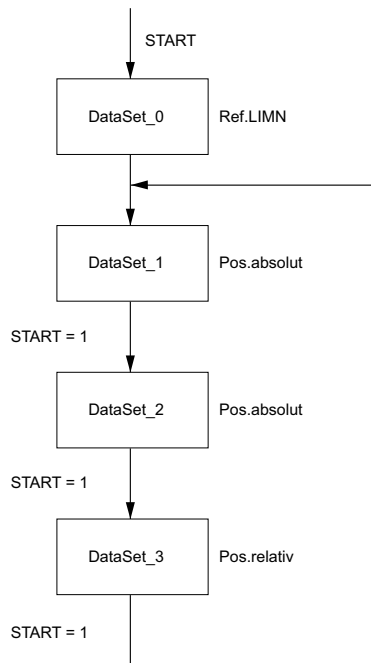 START
DataSet_0 Ref.LIMN
DataSet_1 Pos.absolut
START = 1
DataSet_2 Pos.absolut
START = 1
DataSet_3 Pos.relativ
START = 1